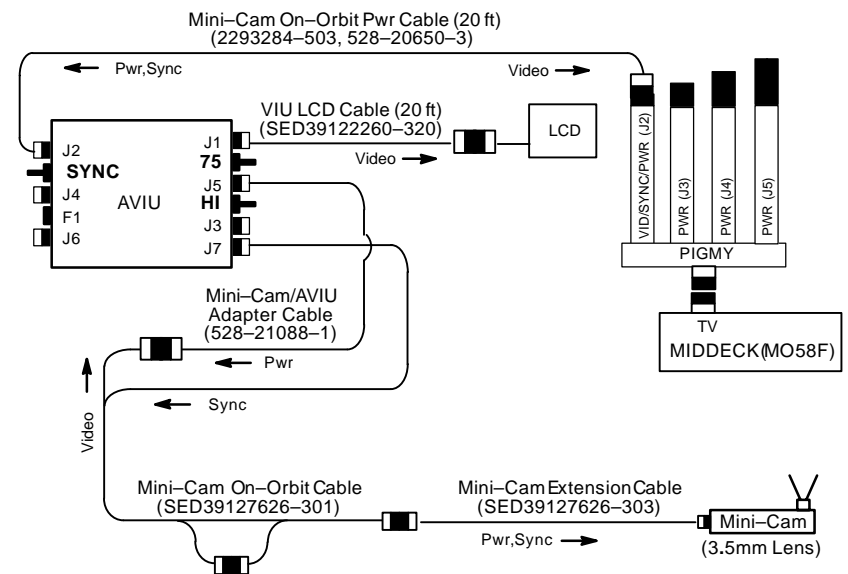 Mini–Cam On–Orbit Pwr Cable (20 ft)
(2293284–503, 528–20650–3)
Pwr,Sync
Video
VIU LCD Cable (20 ft)
(SED39122260–320)
Video
LCD
J2
SYNC
J4
F1
J6
AVIU
J1
75
J5
HI
J3
J7
VID/SYNC/PWR (J2)
PWR (J3)
PWR (J4)
PWR (J5)
PIGMY
TV
MIDDECK(MO58F)
Mini–Cam/AVIU
Adapter Cable
(528–21088–1)
Pwr
Sync
Video
Mini–Cam On–Orbit Cable
(SED39127626–301)
Mini–Cam Extension Cable
(SED39127626–303)
Pwr,Sync
Mini–Cam
(3.5mm Lens)